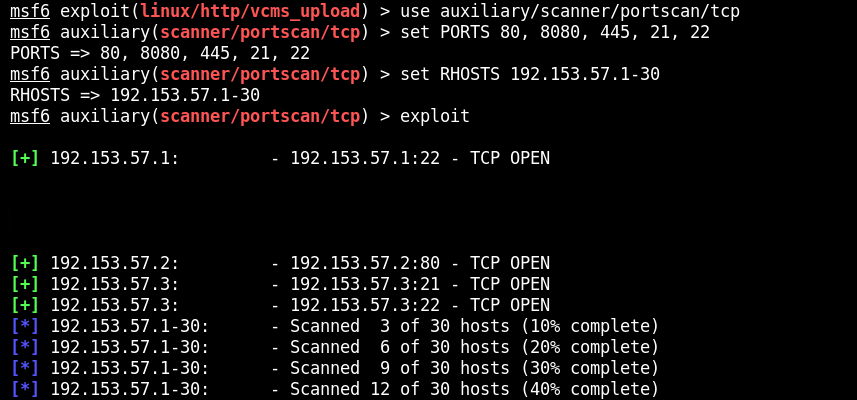 msf6 exploit(linux/http/vcms_upload) > use auxiliary/scanner/portscan/tcp
msf6 auxiliary(scanner/portscan/tcp) > set PORTS 80, 8080, 445, 21, 22
PORTS => 80, 8080, 445, 21, 22
msf6 auxiliary(scanner/portscan/tcp) > set RHOSTS 192.153.57.1-30
RHOSTS => 192.153.57.1-30
msf6 auxiliary(scanner/portscan/tcp) > exploit
[+] 192.153.57.1:         - 192.153.57.1:22 - TCP OPEN
[+] 192.153.57.2:         - 192.153.57.2:80 - TCP OPEN
[+] 192.153.57.3:         - 192.153.57.3:21 - TCP OPEN
[+] 192.153.57.3:         - 192.153.57.3:22 - TCP OPEN
[*] 192.153.57.1-30:      - Scanned  3 of 30 hosts (10% complete)
[*] 192.153.57.1-30:      - Scanned  6 of 30 hosts (20% complete)
[*] 192.153.57.1-30:      - Scanned  9 of 30 hosts (30% complete)
[*] 192.153.57.1-30:      - Scanned 12 of 30 hosts (40% complete)